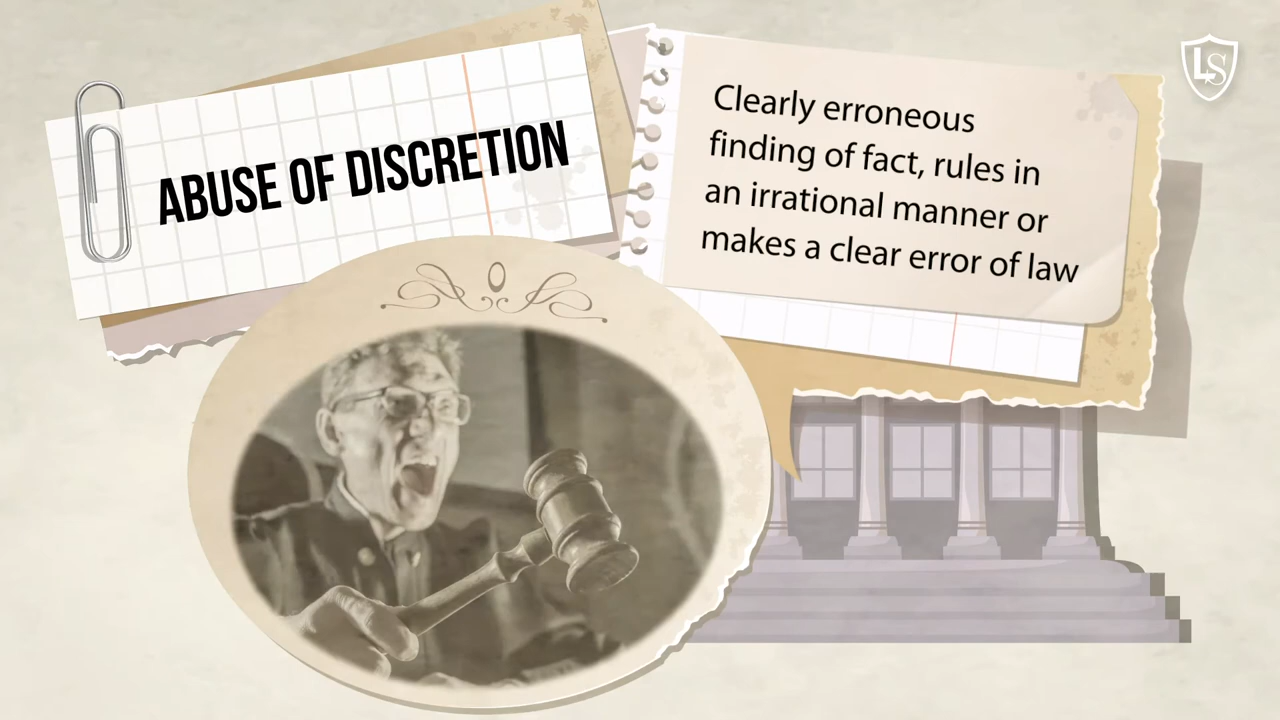 ABUSE OF DISCRETION
Clearly erroneous
finding of fact, rules in
an irrational manner or
makes a clear error of law
LS